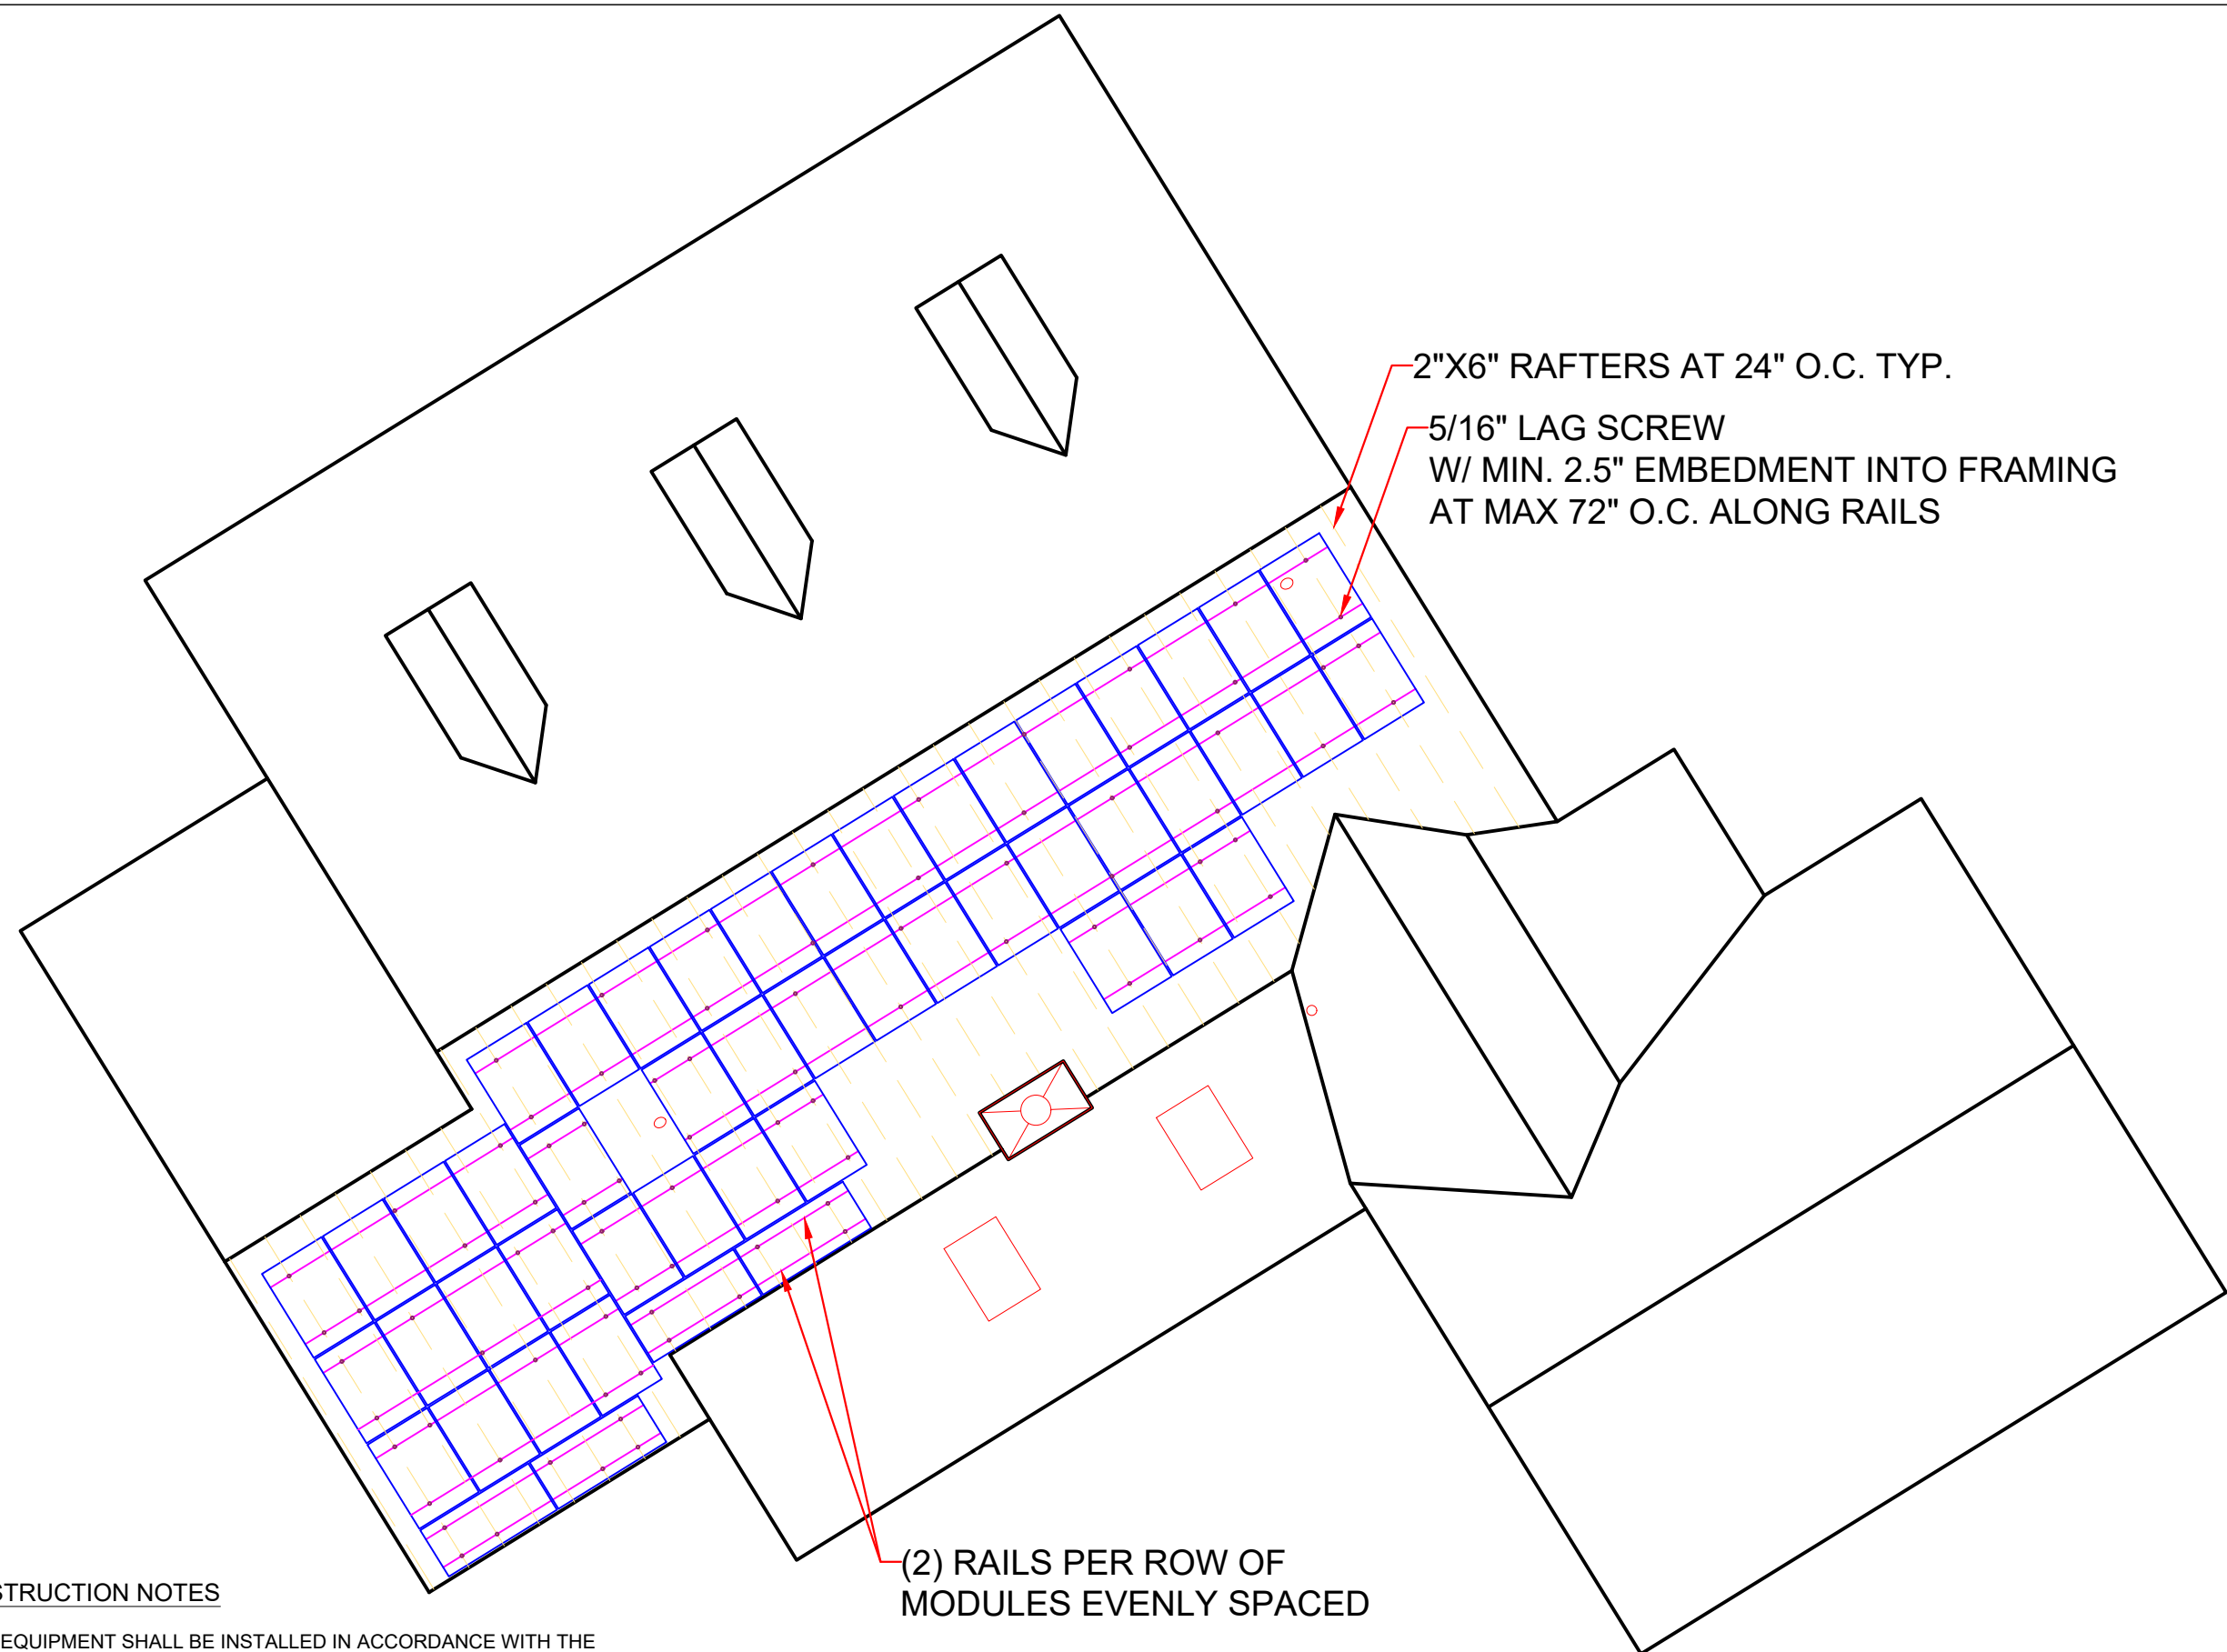 2"X6" RAFTERS AT 24" O.C. TYP.
5/16" LAG SCREW
W/ MIN. 2.5" EMBEDMENT INTO FRAMING
AT MAX 72" O.C. ALONG RAILS
(2) RAILS PER ROW OF
MODULES EVENLY SPACED
STRUCTION NOTES
EQUIPMENT SHALL BE INSTALLED IN ACCORDANCE WITH THE